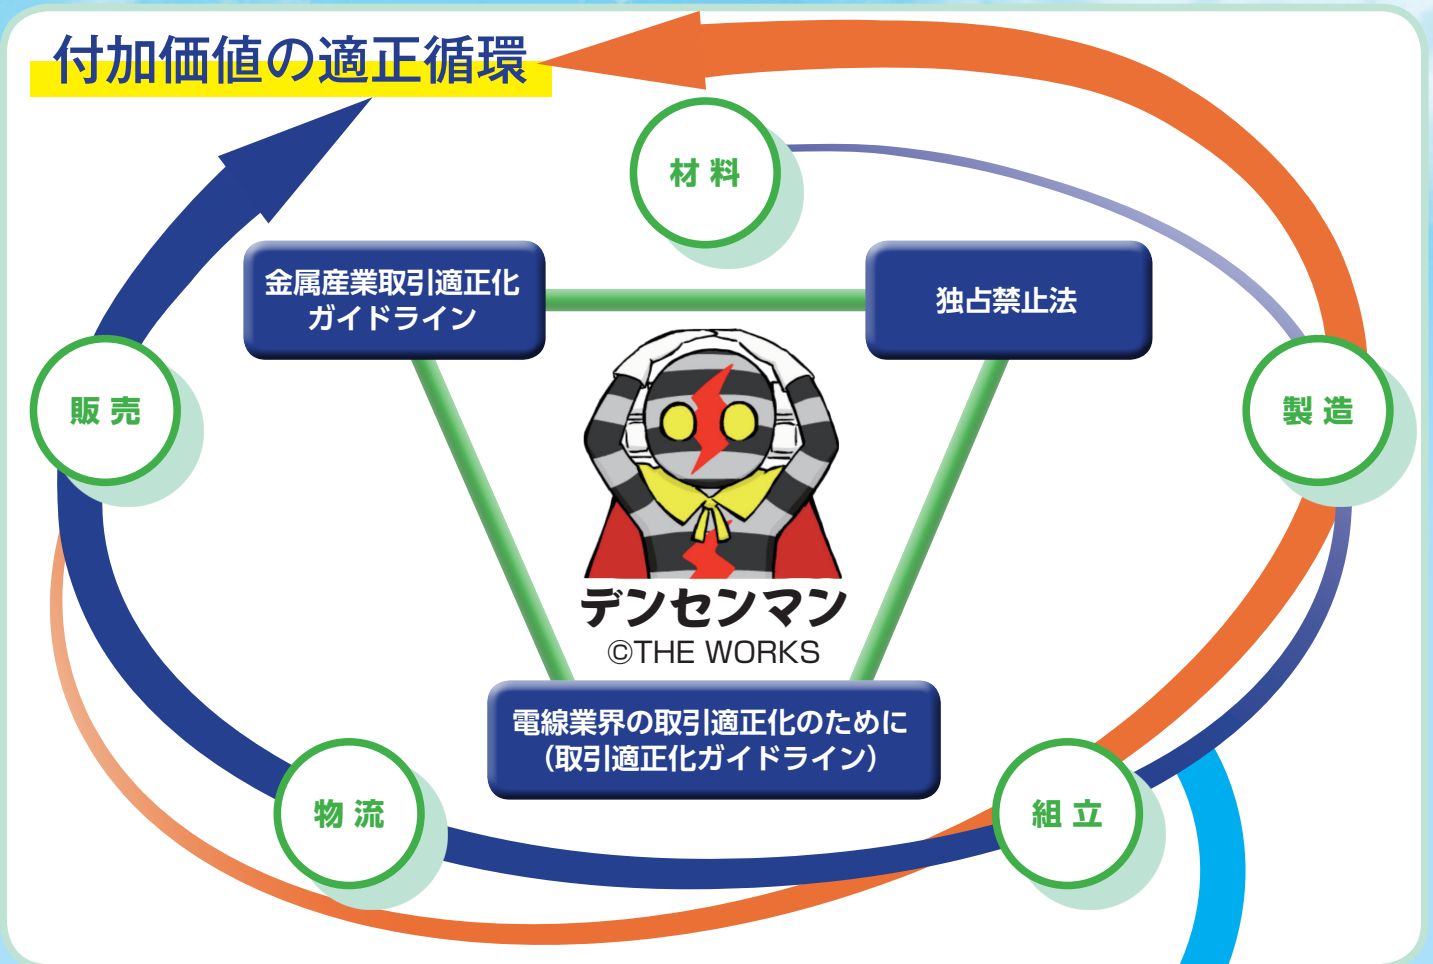 付加価値の適正循環
材料
金属産業取引適正化
ガイドライン
独占禁止法
販売
製造
デンセンマン
©THE WORKS
電線業界の取引適正化のために
（取引適正化ガイドライン）
物流
組立